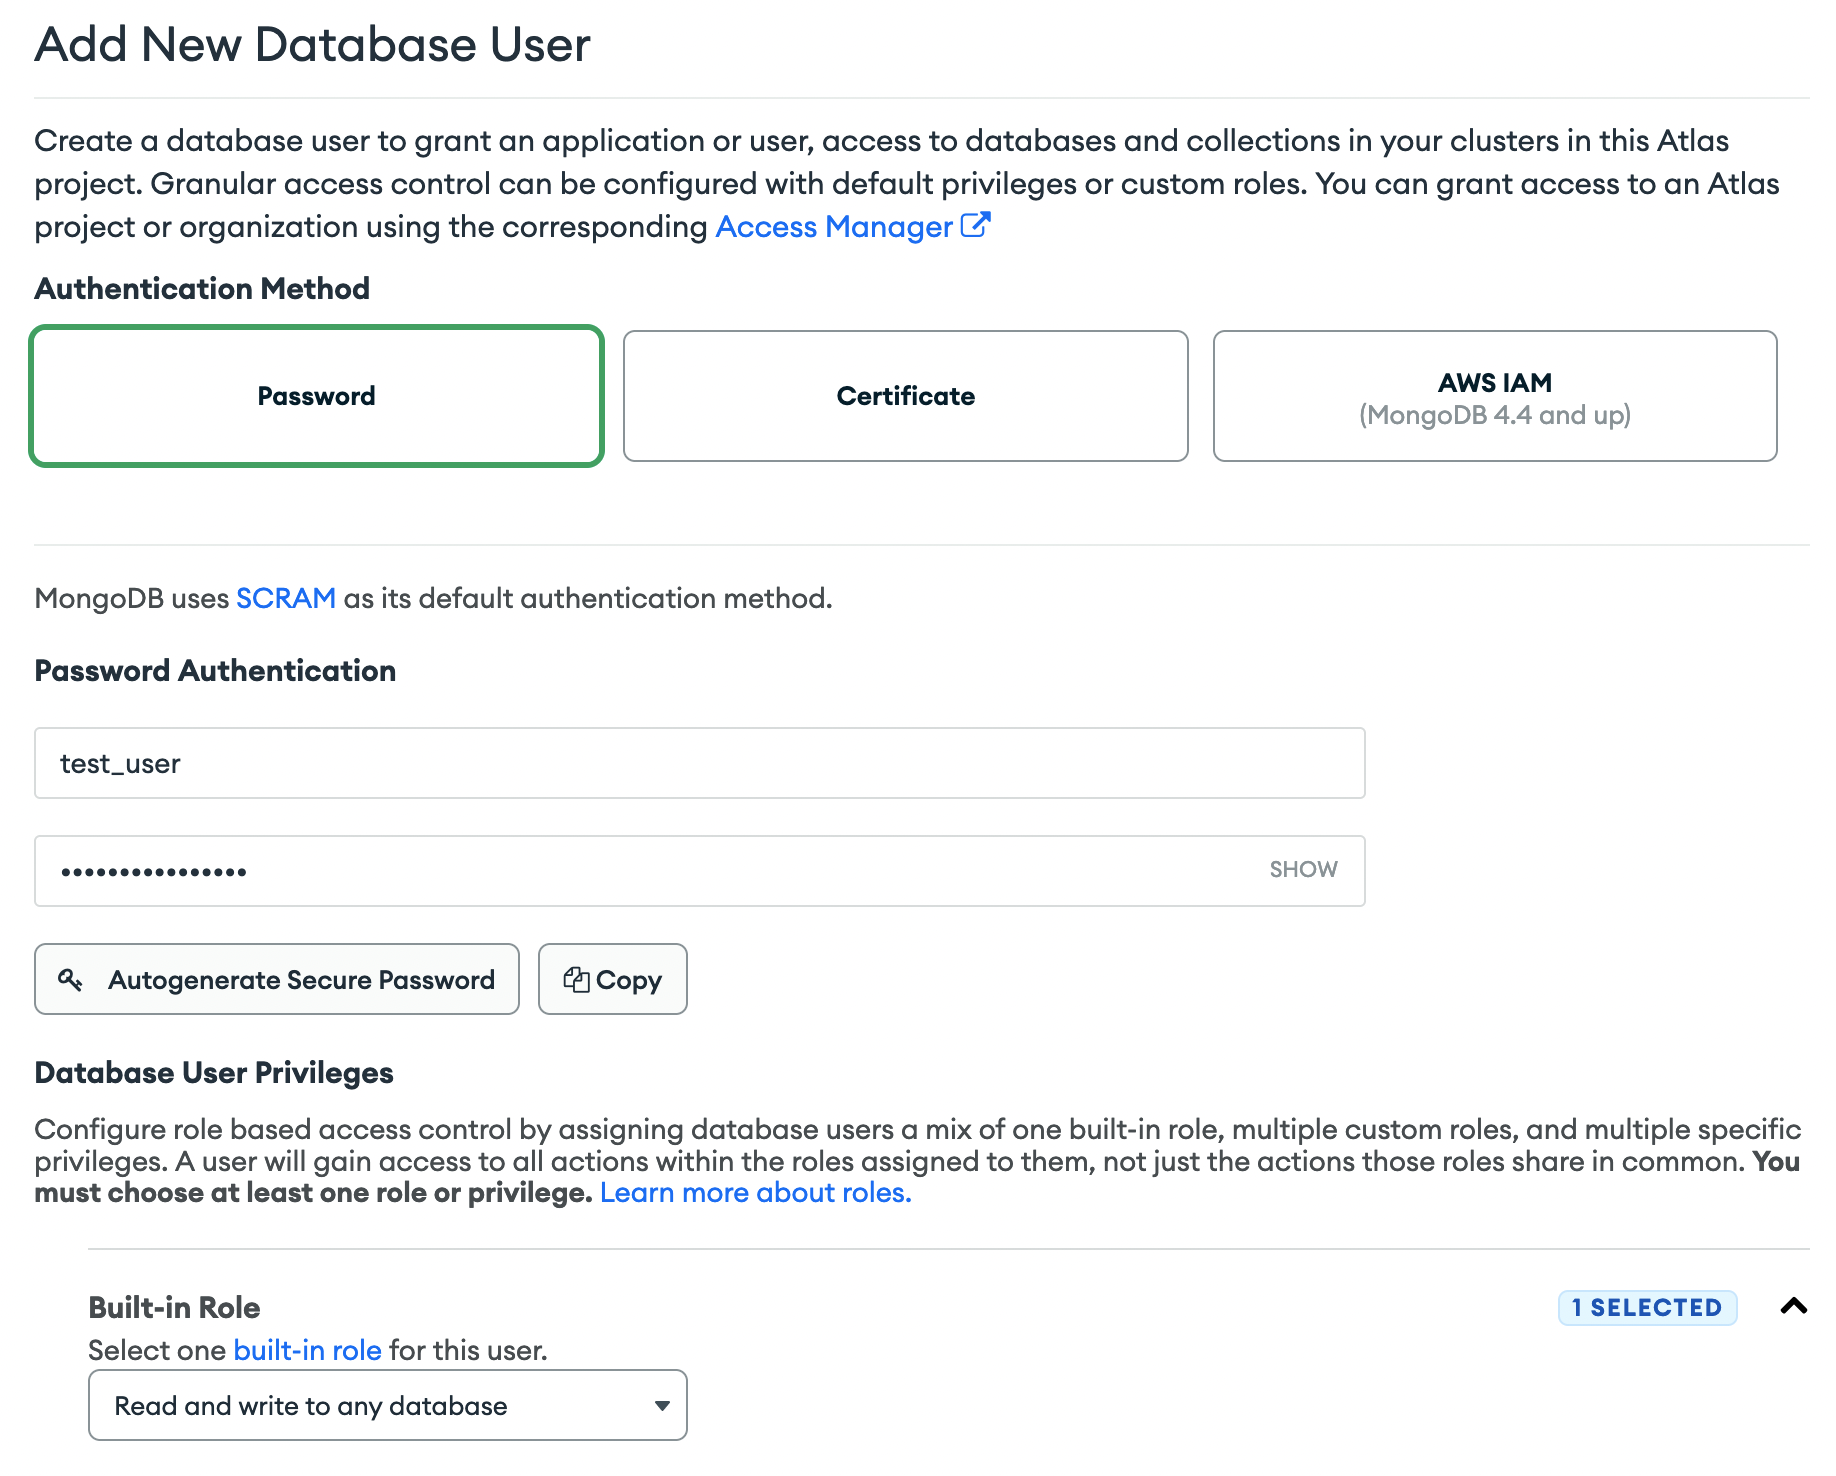 Add New Database User
Create a database user to grant an application or user, access to databases and collections in your clusters in this Atlas
project. Granular access control can be configured with default privileges or custom roles. You can grant access to an Atlas
project or organization using the corresponding Access Manager
Authentication Method
Password
Certificate
AWS IAM
(MongoDB 4.4 and up)
MongoDB uses SCRAM as its default authentication method.
Password Authentication
test_user
•••••••••••••••• SHOW
Autogenerate Secure Password
Copy
Database User Privileges
Configure role based access control by assigning database users a mix of one built-in role, multiple custom roles, and multiple specific
privileges. A user will gain access to all actions within the roles assigned to them, not just the actions those roles share in common. You
must choose at least one role or privilege. Learn more about roles.
Built-in Role
1 SELECTED
Select one built-in role for this user.
Read and write to any database